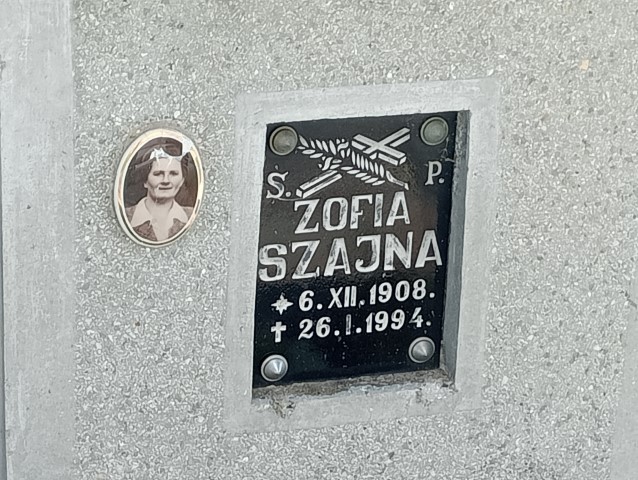 Ś. P.
ZOFIA
SZAJNA
* 6. XII. 1908.
† 26. I. 1994.